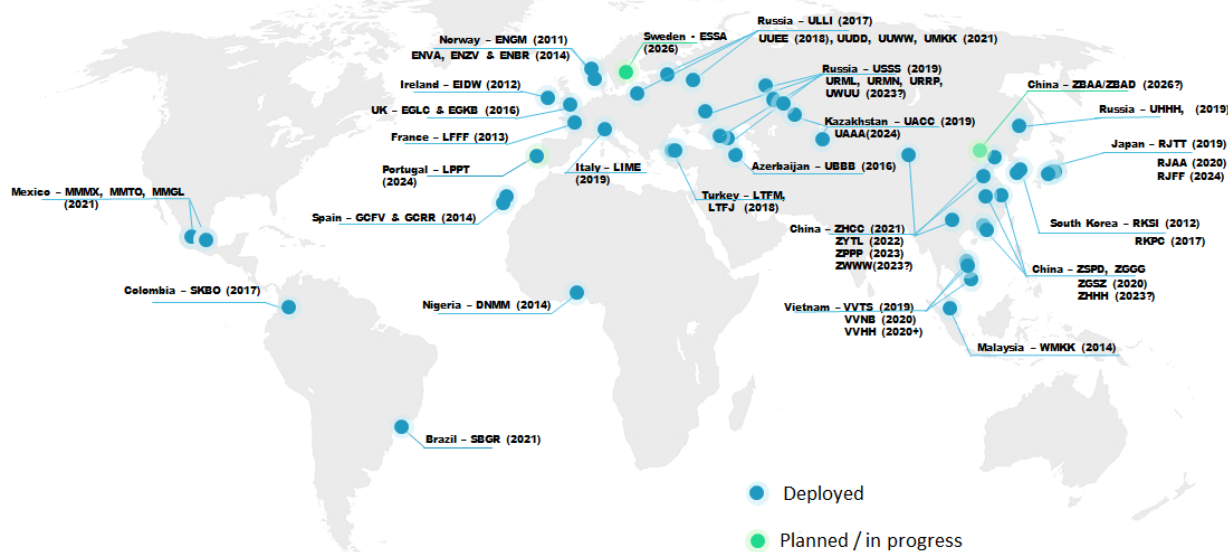 Norway – ENGM (2011)
ENVA, ENZV & ENBR (2014)
Sweden - ESSA
(2026)
Russia – ULLI (2017)
UUEE (2018), UUDD, UUWW, UMKK (2021)
Ireland – EIDW (2012)
UK – EGLC & EGKB (2016)
France – LFFF (2013)
Portugal – LPPT
(2024)
Italy – LIME
(2019)
Russia – USSS (2019)
URML, URMN, URRP,
UWUU (2023?)
Kazakhstan – UACC (2019)
UAAA(2024)
Azerbaijan – UBBB (2016)
China – ZBAA/ZBAD (2026?)
Russia – UHHH, (2019)
Japan – RJTT (2019)
RJAA (2020)
RJFF (2024)
Mexico – MMMX, MMTO, MMGL
(2021)
Spain – GCFV & GCRR (2014)
Turkey – LTFM,
LTFJ (2018)
China – ZHCC (2021)
ZYTL (2022)
ZPPP (2023)
ZWWW(2023?)
South Korea – RKSI (2012)
RKPC (2017)
China – ZSPD, ZGGG
ZGSZ (2020)
ZHHH (2023?)
Colombia – SKBO (2017)
Nigeria – DNMM (2014)
Vietnam – VVTS (2019)
VVNB (2020)
VVHH (2020+)
Malaysia – WMKK (2014)
Brazil – SBGR (2021)
Deployed
Planned / in progress